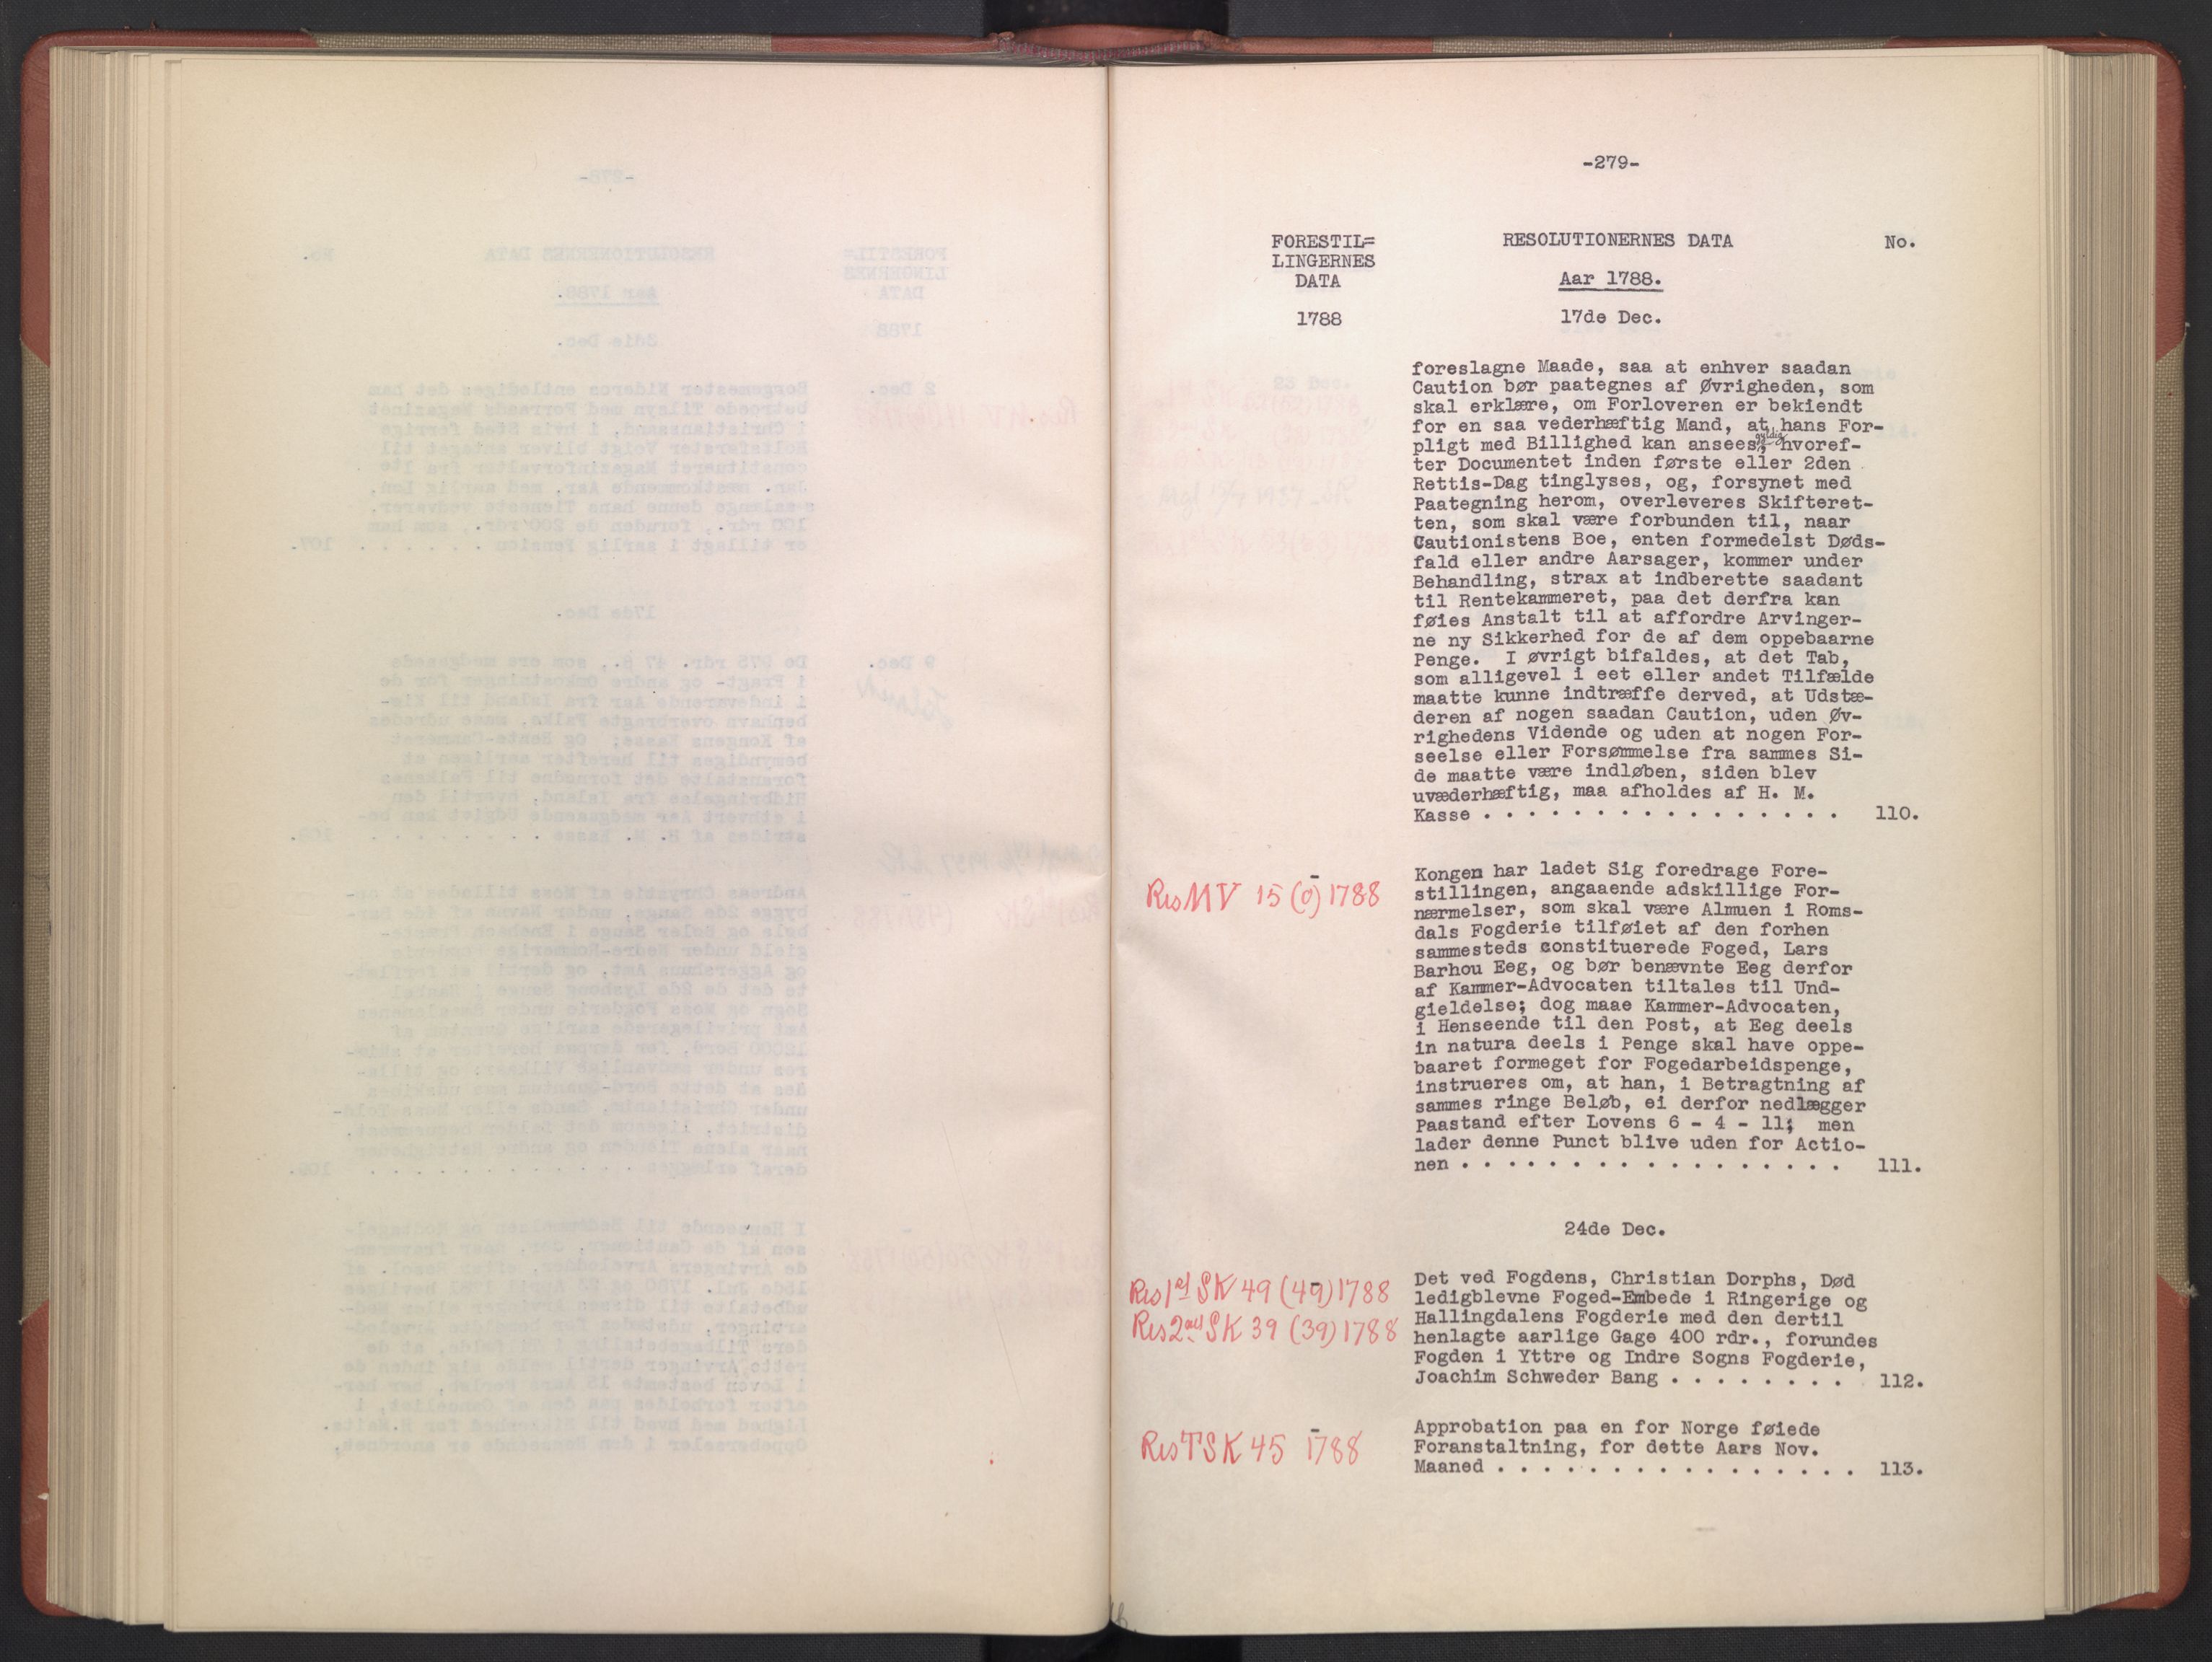 -279-
FORESTIL=
LINGERNES
DATA
RESOLUTIONERNES DATA
No.
Aar 1788.
1788
17de Dec.
foreslagne Maade, saa at enhver saadan
Caution bør paategnes af Øvrigheden, som
skal erklære, om Forloveren er bekiendt
for en saa vederhæftig Mand, at hans For-
pligt med Billighed kan ansees gyldig; hvoref-
ter Documentet inden første eller 2den
Rettis-Dag tinglyses, og, forsynet med
Paategning herom, overleveres Skifteret-
ten, som skal være forbunden til, naar
Cautionistens Boe, enten formedelst Døds-
fald eller andre Aarsager, kommer under
Behandling, strax at indberette saadant
til Rentekammeret, paa det derfra kan
føies Anstalt til at affordre Arvinger-
ne ny Sikkerhed for de af dem oppebaarne
Penge. I øvrigt bifaldes, at det Tab,
som alligevel i eet eller andet Tilfælde
maatte kunne indtræffe derved, at Udstæ-
deren af nogen saadan Caution, uden Øv-
righedens Vidende og uden at nogen For-
seelse eller Forsømmelse fra sammes Si-
de maatte være indløben, siden blev
uvæderhæftig, maa afholdes af H. M.
Kasse . . . . . . . . . . . . . . . . 110.
Res MV 15 (0) 1788
-
Kongen har ladet Sig foredrage Fore-
stillingen, angaaende adskillige For-
nærmelser, som skal være Almuen i Roms-
dals Fogderie tilføiet af den forhen
sammesteds constituerede Foged, Lars
Barhou Eeg, og bør benævnte Eeg derfor
af Kammer-Advocaten tiltales til Und-
gieldelse; dog maae Kammer-Advocaten,
i Henseende til den Post, at Eeg deels
in natura deels i Penge skal have oppe-
baaret formeget for Fogedarbeidspenge,
instrueres om, at han, i Betragtning af
sammes ringe Beløb, ei derfor nedlægger
Paastand efter Lovens 6 - 4 - 11; men
lader denne Punct blive uden for Actio-
nen . . . . . . . . . . . . . . . . . 111.
24de Dec.
Res 1st SK 49 (49) 1788
Res 2det SK 39 (39) 1788
-
Det ved Fogdens, Christian Dorphs, Død
ledigblevne Foged-Embede i Ringerige og
Hallingdalens Fogderie med den dertil
henlagte aarlige Gage 400 rdr., forundes
Fogden i Yttre og Indre Sogns Fogderie,
Joachim Schweder Bang . . . . . . . . 112.
Res TSK 45 1788
-
Approbation paa en for Norge føiede
Foranstaltning, for dette Aars Nov.
Maaned . . . . . . . . . . . . . . . . 113.